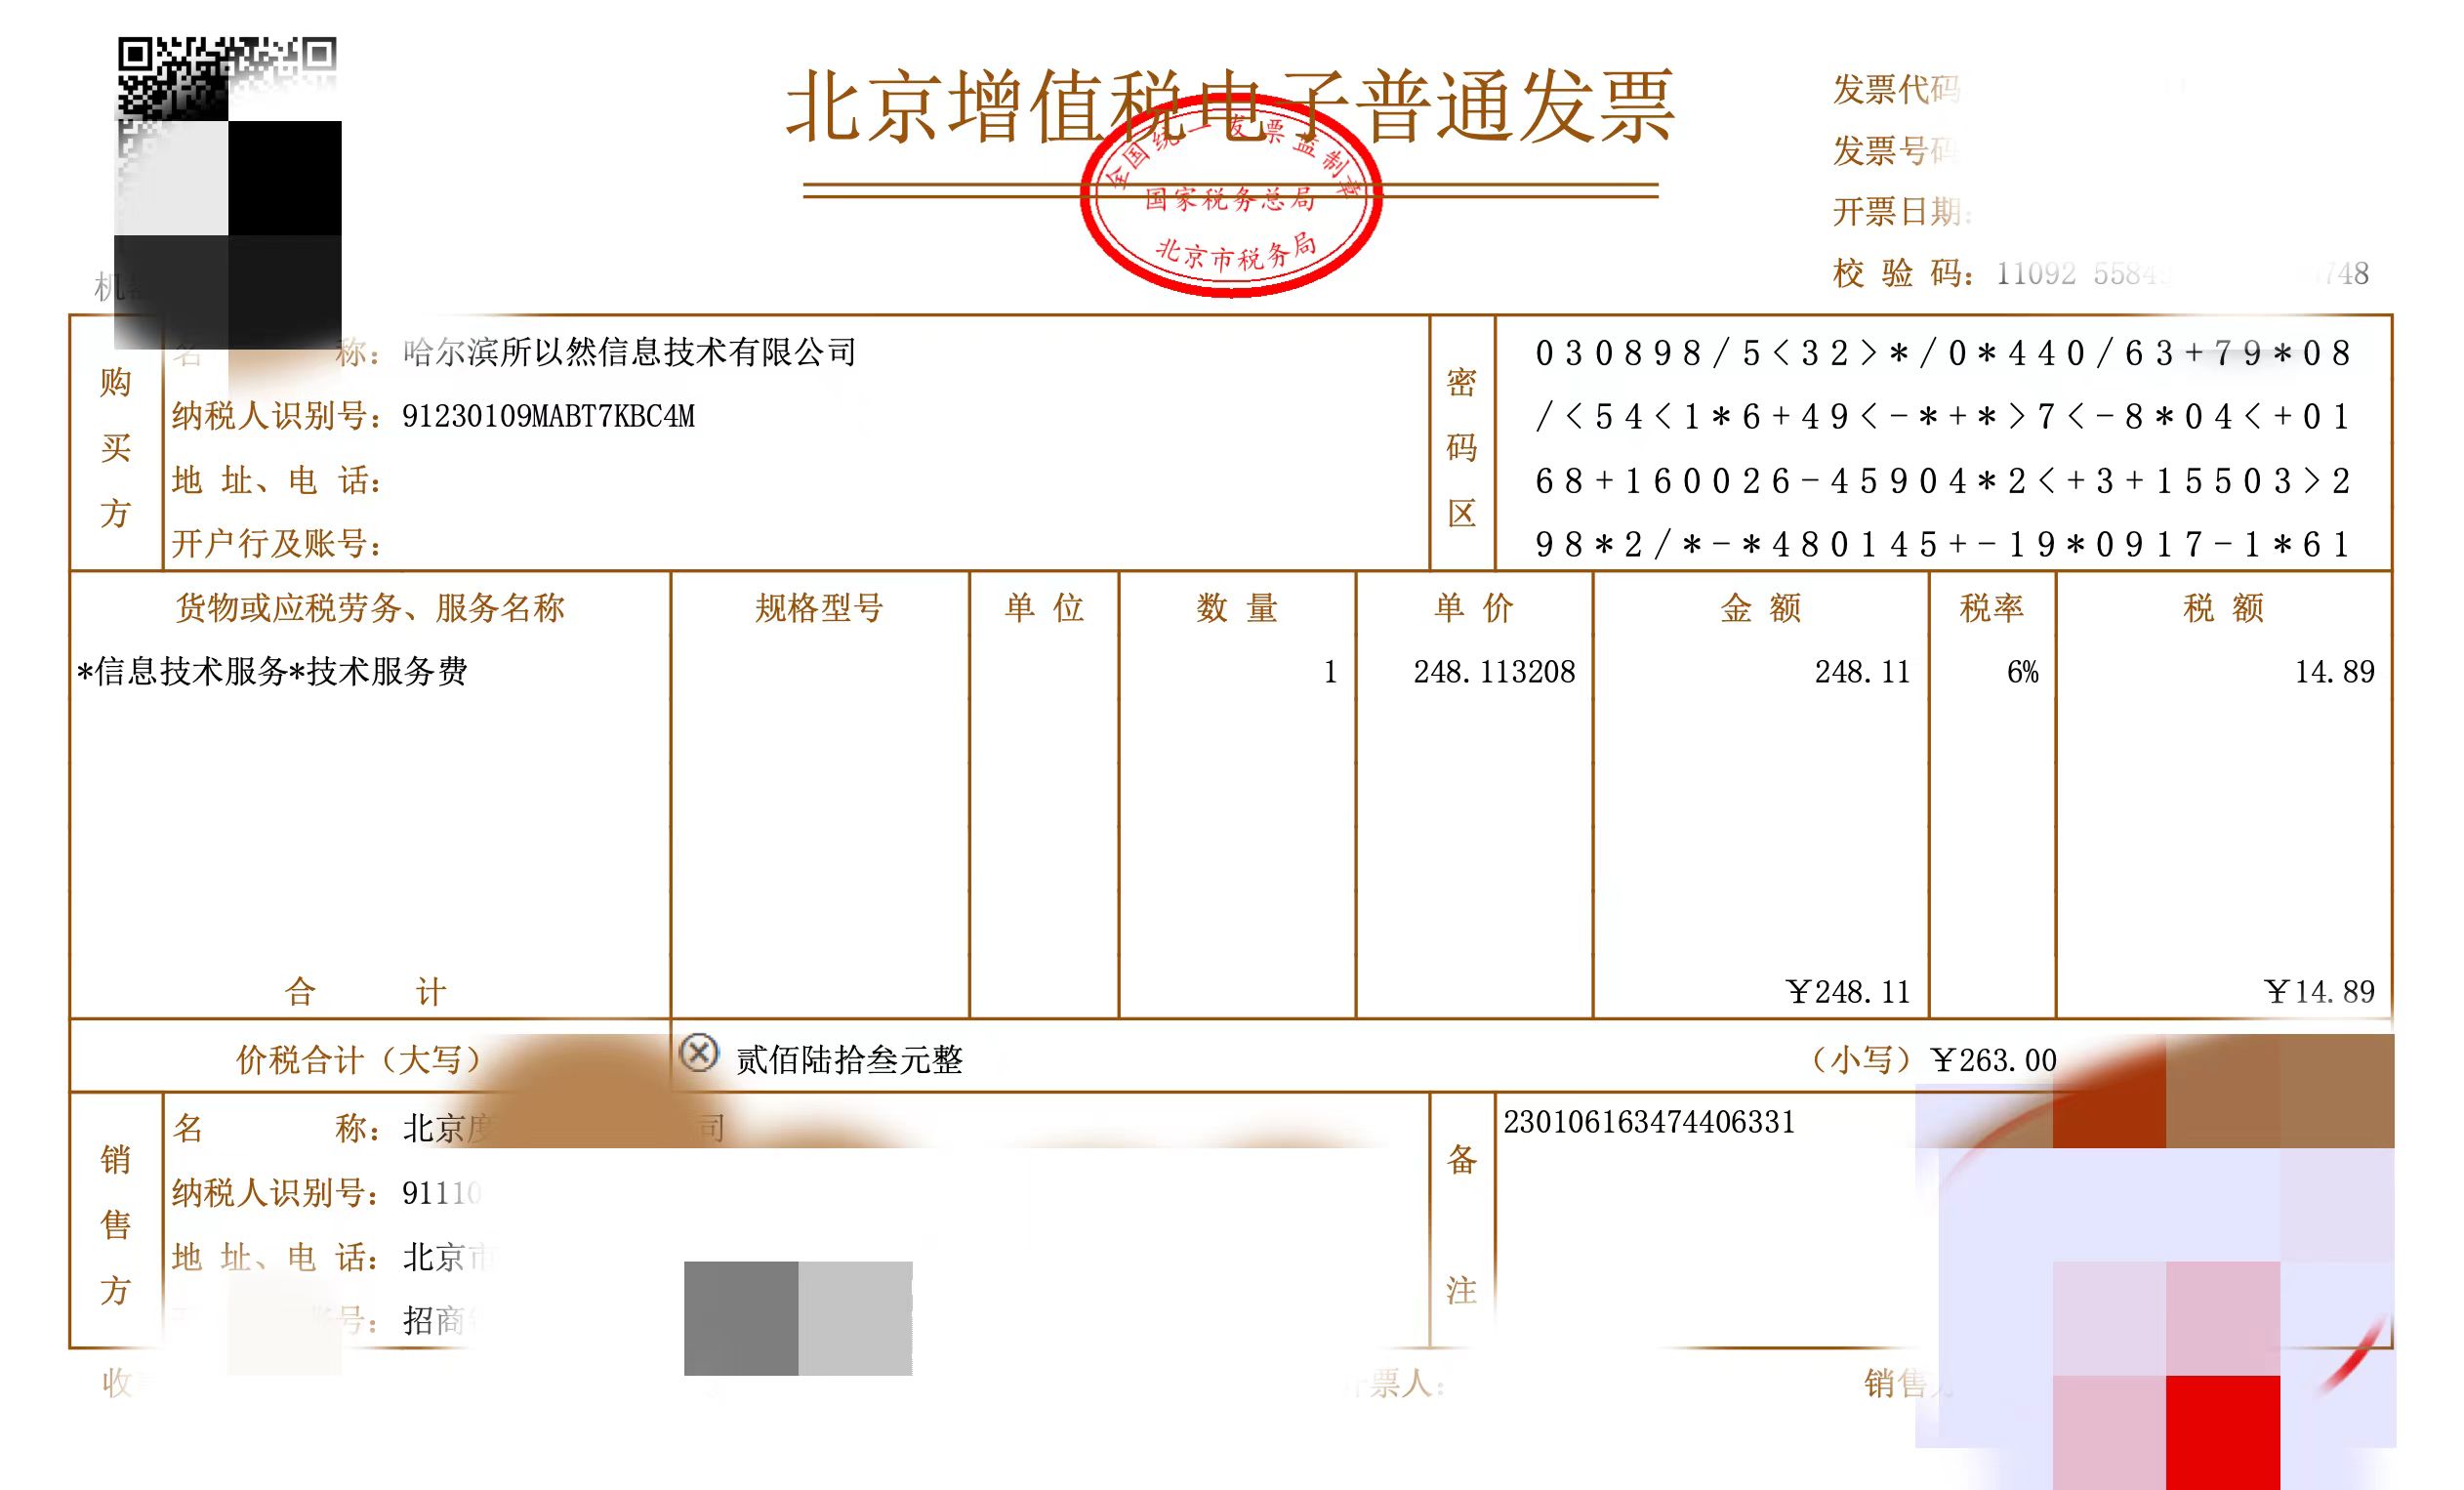 北京增值税电子普通发票
全国统一发票监制章
国家税务总局
北京市税务局
发票代码
发票号码
开票日期:
校验码: 11092 5584 748
机
购买方
名称: 哈尔滨所以然信息技术有限公司
纳税人识别号: 91230109MABT7KBC4M
地址、电话:
开户行及账号:
密码区
030898/5<32>*/0*440/63+79*08
/<54<1*6+49<-*+*>7<-8*04<+01
68+160026-45904*2<+3+15503>2
98*2/*-*480145+-19*0917-1*61
货物或应税劳务、服务名称 规格型号 单位 数量 单价 金额 税率 税额
*信息技术服务*技术服务费 1 248.113208 248.11 6% 14.89
合计 ¥248.11 ¥14.89
价税合计（大写） ⊗ 贰佰陆拾叁元整 （小写）¥263.00
销售方
名称: 北京度 司
纳税人识别号: 91110
地址、电话: 北京市
账号: 招商
备注
230106163474406331
收
票人:
销售